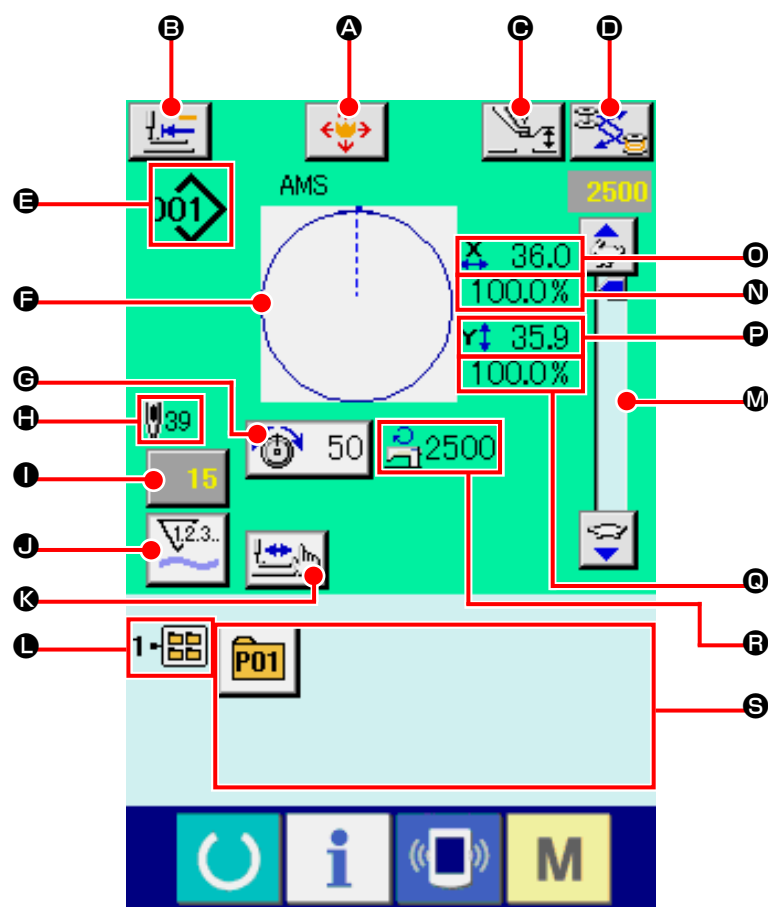 B A C D
E 001 AMS 2500
X 36.0 O
F 100.0% N
Y 35.9 P
G 100.0% M
H 39
50 2500
I 15
J 1.2.3..
K Q
L 1 R
P01 S
i M